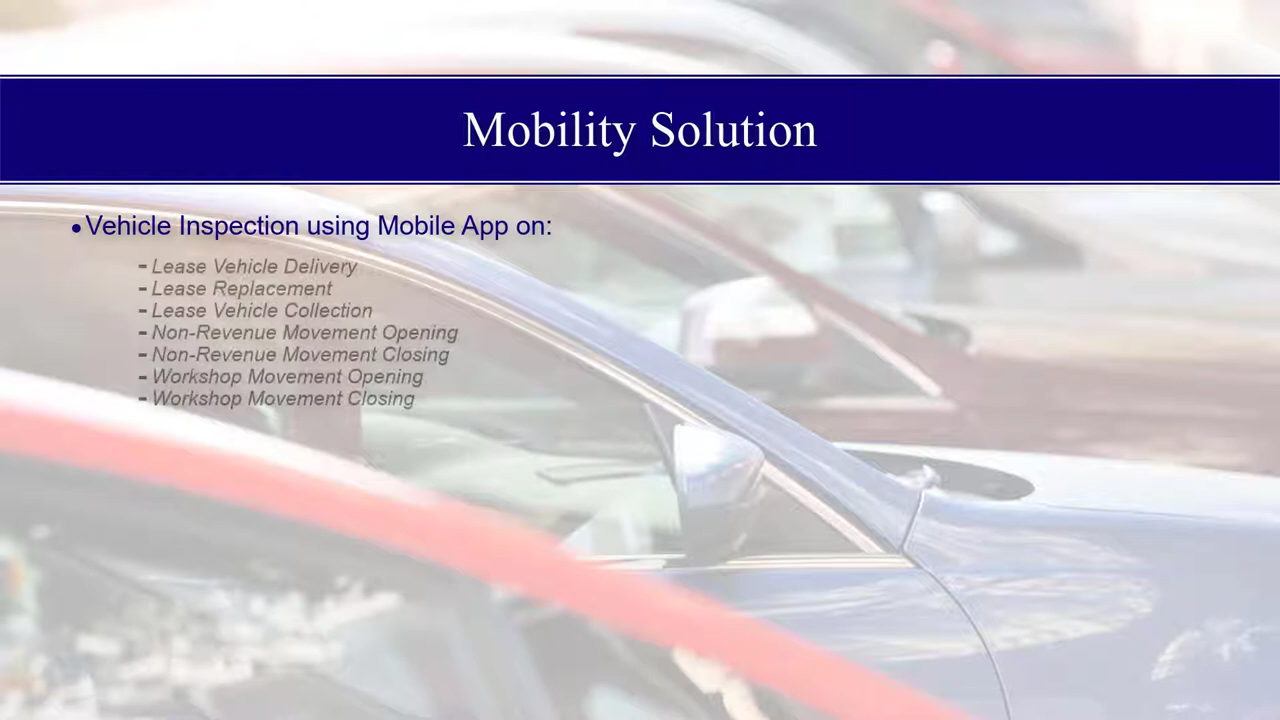 Mobility Solution
• Vehicle Inspection using Mobile App on:
- Lease Vehicle Delivery
- Lease Replacement
- Lease Vehicle Collection
- Non-Revenue Movement Opening
- Non-Revenue Movement Closing
- Workshop Movement Opening
- Workshop Movement Closing